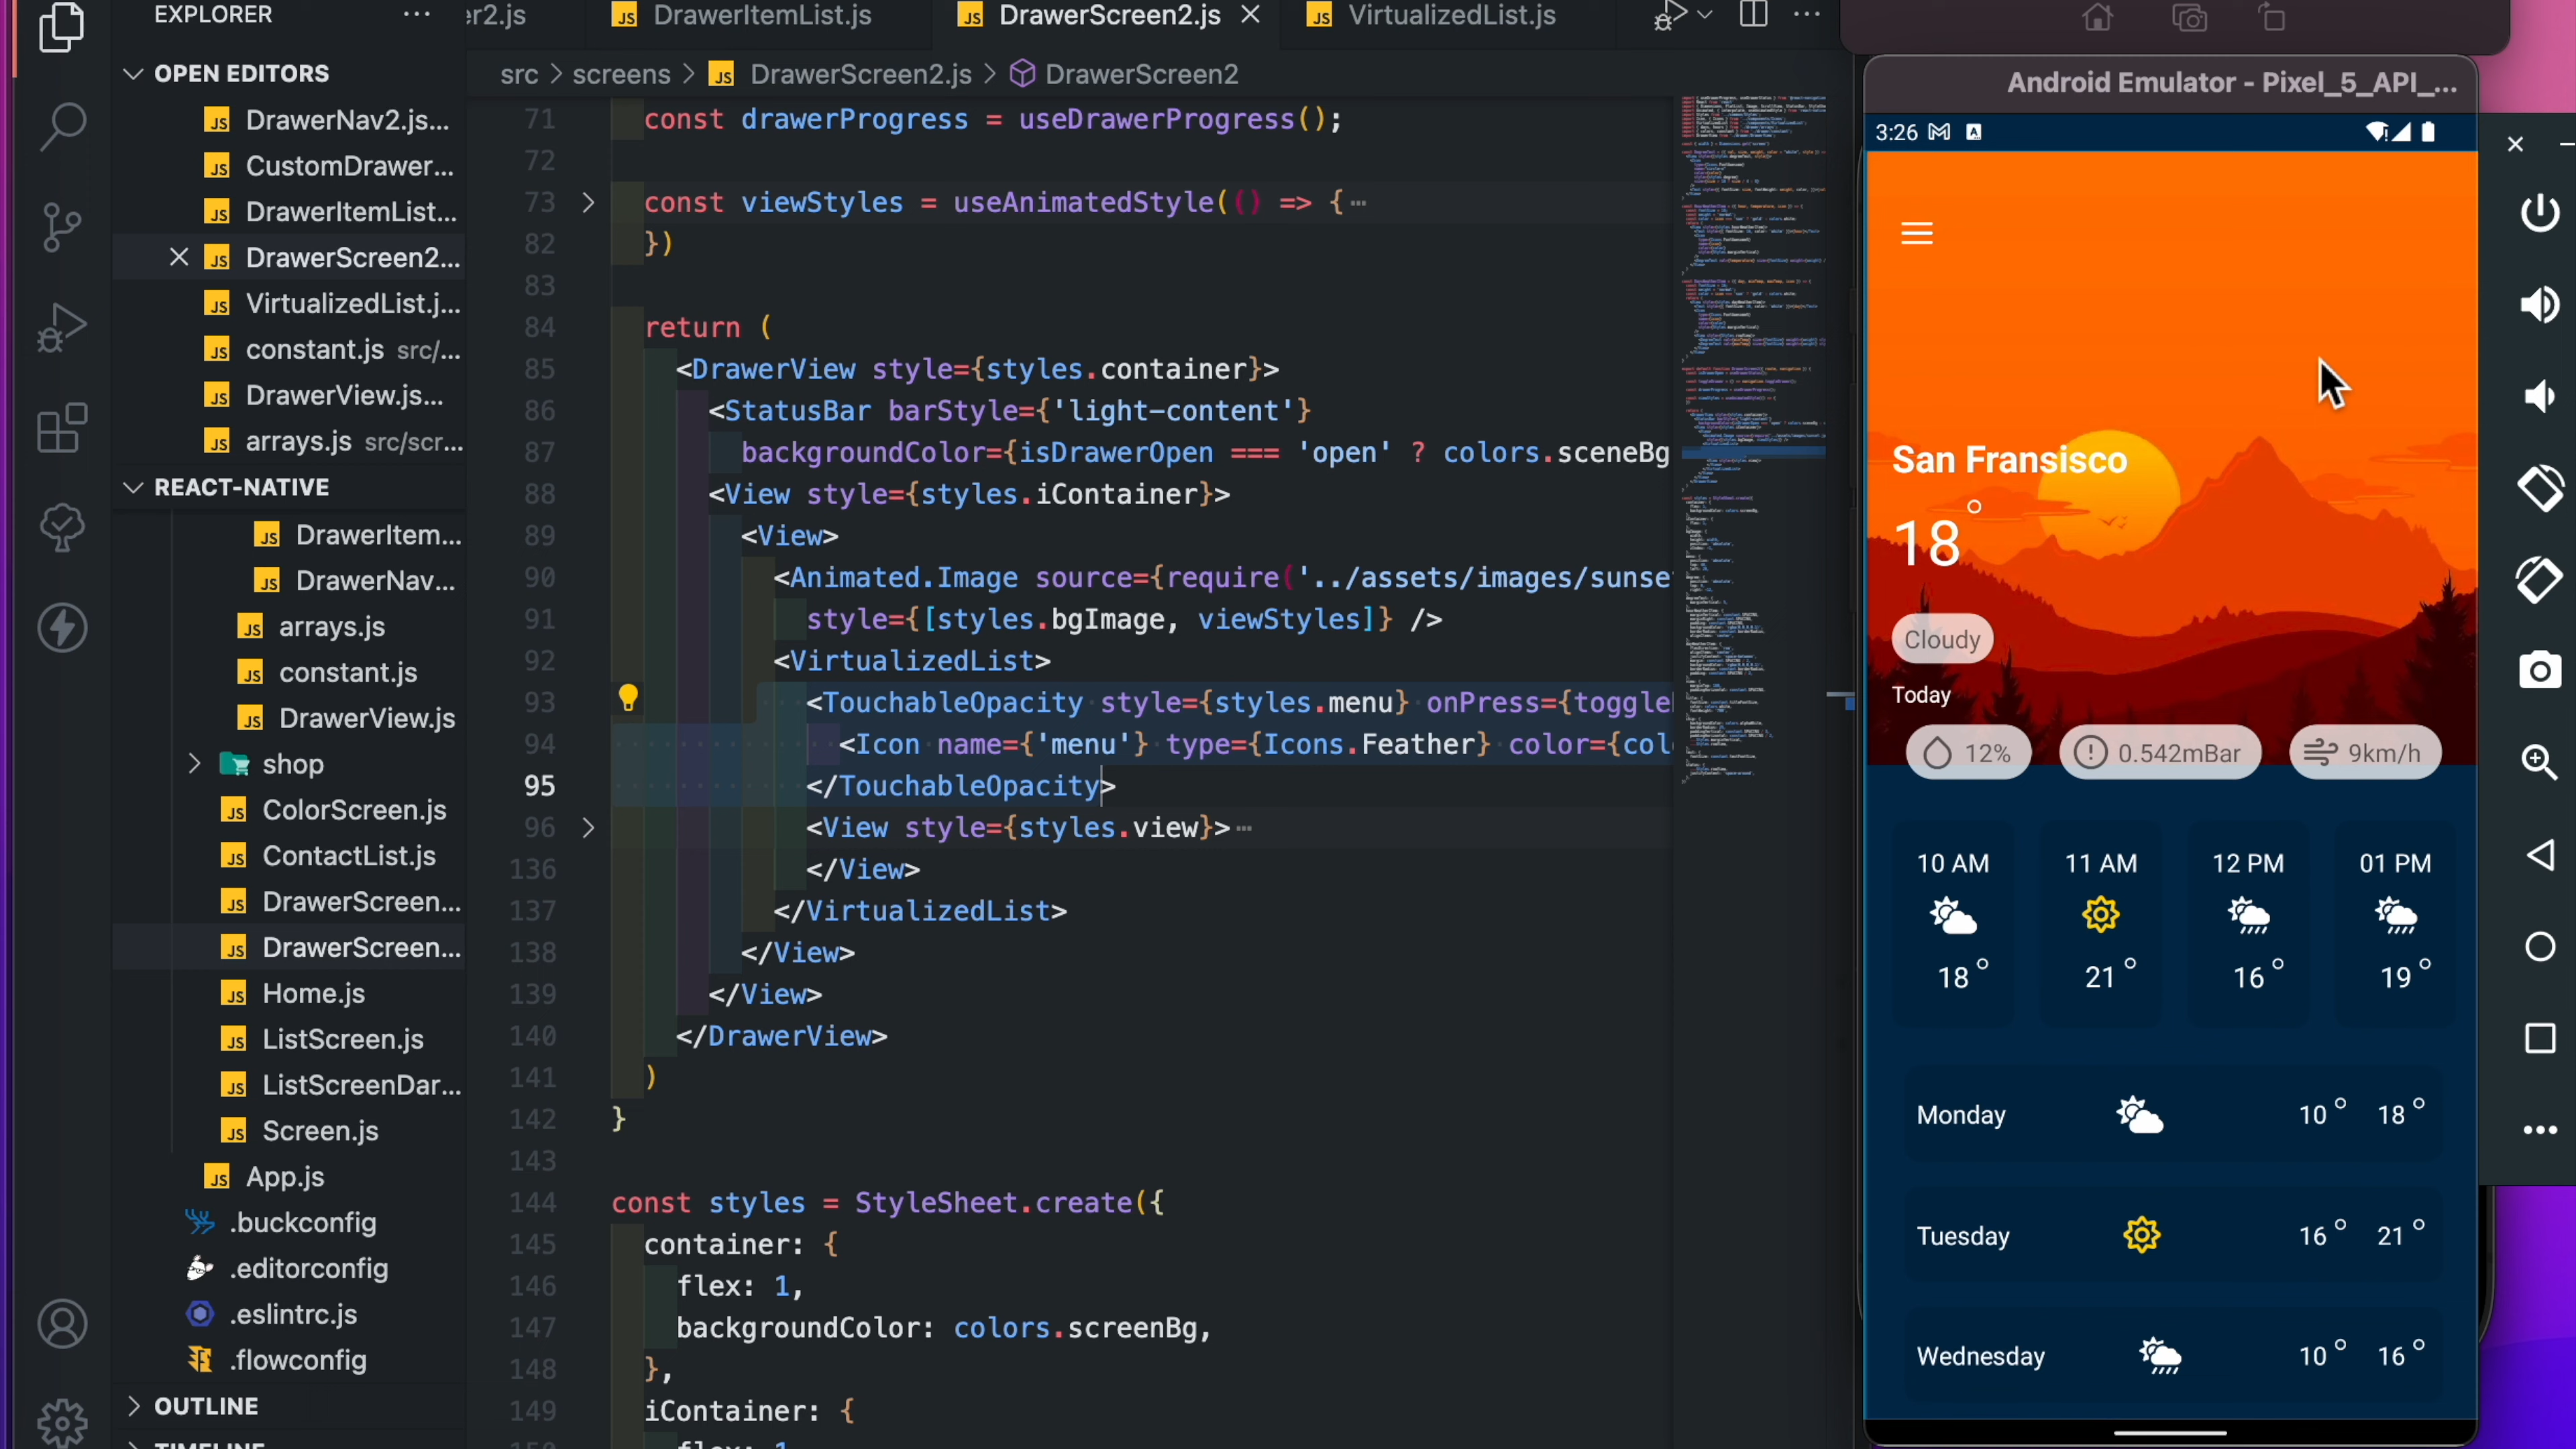 EXPLORER
OPEN EDITORS
DrawerNav2.js...
CustomDrawer...
DrawerItemList...
DrawerScreen2...
VirtualizedList.j...
constant.js src/...
DrawerView.js...
arrays.js src/scr...
REACT-NATIVE
DrawerItem...
DrawerNav...
arrays.js
constant.js
DrawerView.js
shop
ColorScreen.js
ContactList.js
DrawerScreen...
DrawerScreen...
Home.js
ListScreen.js
ListScreenDar...
Screen.js
App.js
.buckconfig
.editorconfig
.eslintrc.js
.flowconfig
OUTLINE
TIMELINE
er2.js
DrawerItemList.js
DrawerScreen2.js
VirtualizedList.js
src > screens > DrawerScreen2.js > DrawerScreen2
71 const drawerProgress = useDrawerProgress();
72
73 const viewStyles = useAnimatedStyle(() => {
82 })
83
84 return (
85 <DrawerView style={styles.container}>
86 <StatusBar barStyle={'light-content'}
87 backgroundColor={isDrawerOpen === 'open' ? colors.sceneBg
88 <View style={styles.iContainer}>
89 <View>
90 <Animated.Image source={require('../assets/images/sunse
91 style={[styles.bgImage, viewStyles]} />
92 <VirtualizedList>
93 <TouchableOpacity style={styles.menu} onPress={toggle
94 <Icon name={'menu'} type={Icons.Feather} color={col
95 </TouchableOpacity>
96 <View style={styles.view}>
136 </View>
137 </VirtualizedList>
138 </View>
139 </View>
140 </DrawerView>
141 )
142 }
143
144 const styles = StyleSheet.create({
145 container: {
146 flex: 1,
147 backgroundColor: colors.screenBg,
148 },
149 iContainer: {
flex: 1
Android Emulator - Pixel_5_API_...
3:26
San Fransisco
18°
Cloudy
Today
12% 0.542mBar 9km/h
10 AM 11 AM 12 PM 01 PM
18° 21° 16° 19°
Monday 10° 18°
Tuesday 16° 21°
Wednesday 10° 16°